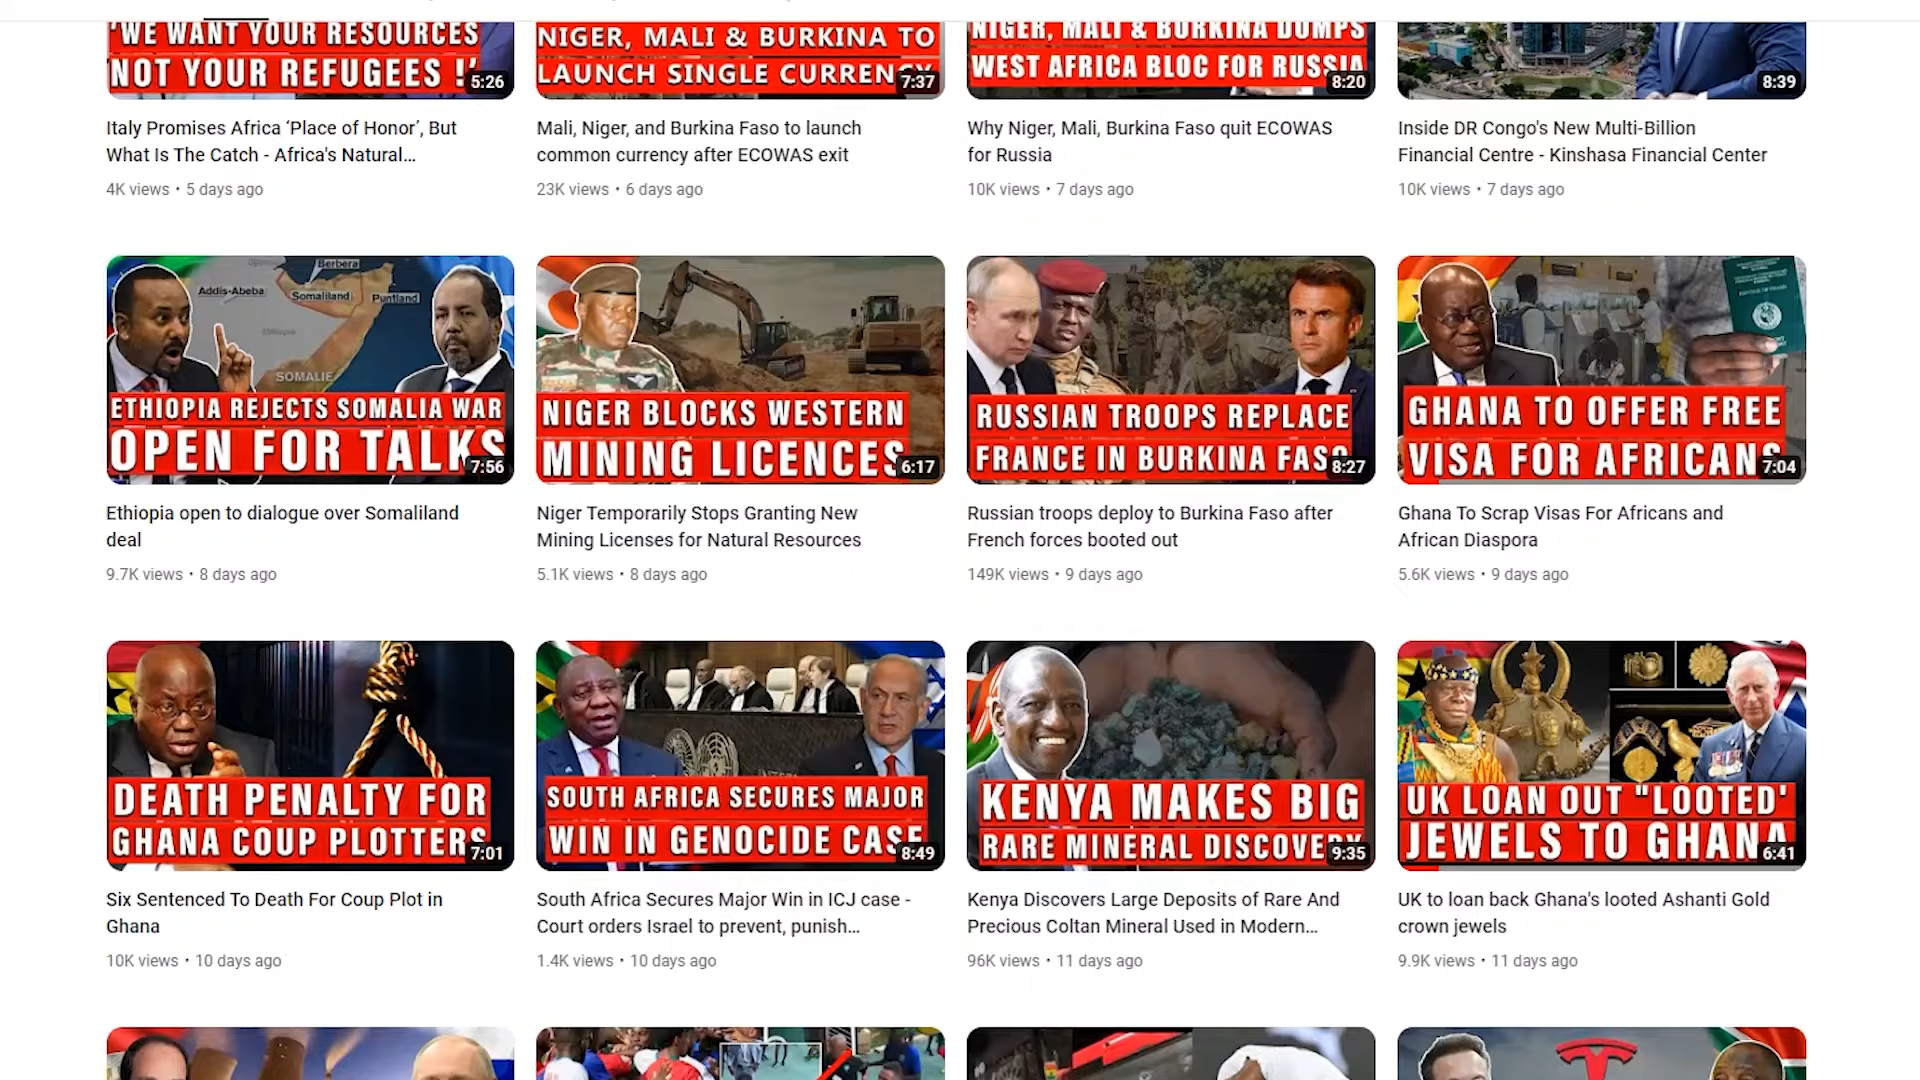 "WE WANT YOUR RESOURCES
NOT YOUR REFUGEES !"
5:26
NIGER, MALI & BURKINA TO
LAUNCH SINGLE CURRENCY
7:37
NIGER, MALI & BURKINA DUMPS
WEST AFRICA BLOC FOR RUSSIA
8:20
8:39
Italy Promises Africa ‘Place of Honor’, But
What Is The Catch - Africa's Natural...
4K views • 5 days ago
Mali, Niger, and Burkina Faso to launch
common currency after ECOWAS exit
23K views • 6 days ago
Why Niger, Mali, Burkina Faso quit ECOWAS
for Russia
10K views • 7 days ago
Inside DR Congo's New Multi-Billion
Financial Centre - Kinshasa Financial Center
10K views • 7 days ago
Berbera
Addis-Abeba
Somaliland
Puntland
Ethiopie
SOMALIE
ETHIOPIA REJECTS SOMALIA WAR
OPEN FOR TALKS
7:56
NIGER BLOCKS WESTERN
MINING LICENCES
6:17
RUSSIAN TROOPS REPLACE
FRANCE IN BURKINA FASO
8:27
GHANA TO OFFER FREE
VISA FOR AFRICANS
7:04
Ethiopia open to dialogue over Somaliland
deal
9.7K views • 8 days ago
Niger Temporarily Stops Granting New
Mining Licenses for Natural Resources
5.1K views • 8 days ago
Russian troops deploy to Burkina Faso after
French forces booted out
149K views • 9 days ago
Ghana To Scrap Visas For Africans and
African Diaspora
5.6K views • 9 days ago
DEATH PENALTY FOR
GHANA COUP PLOTTERS
7:01
SOUTH AFRICA SECURES MAJOR
WIN IN GENOCIDE CASE
8:49
KENYA MAKES BIG
RARE MINERAL DISCOVERY
9:35
UK LOAN OUT "LOOTED'
JEWELS TO GHANA
6:41
Six Sentenced To Death For Coup Plot in
Ghana
10K views • 10 days ago
South Africa Secures Major Win in ICJ case -
Court orders Israel to prevent, punish...
1.4K views • 10 days ago
Kenya Discovers Large Deposits of Rare And
Precious Coltan Mineral Used in Modern...
96K views • 11 days ago
UK to loan back Ghana's looted Ashanti Gold
crown jewels
9.9K views • 11 days ago